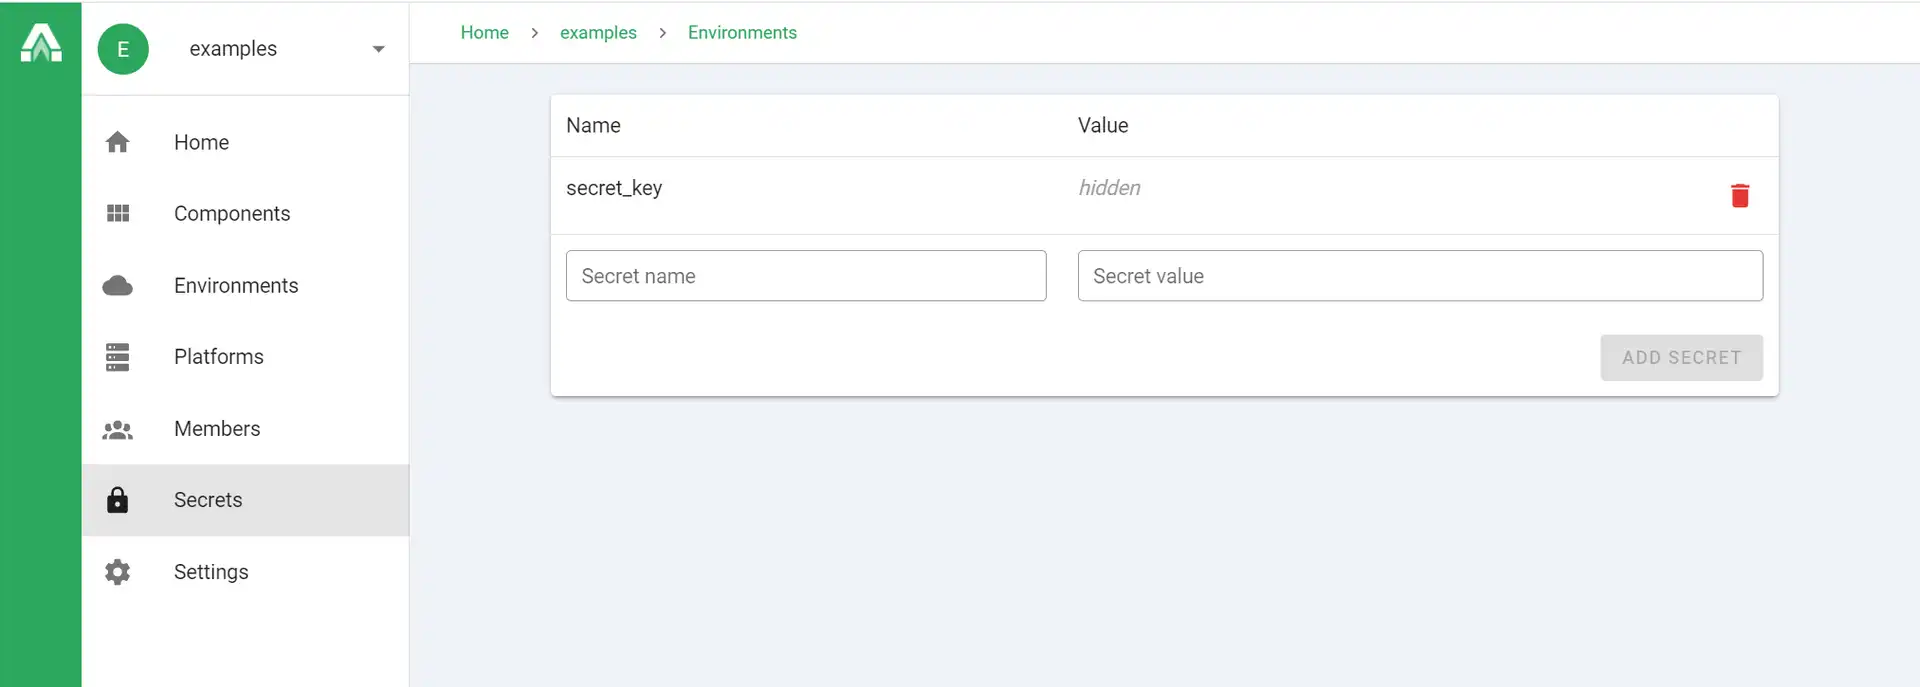 E examples
Home
Components
Environments
Platforms
Members
Secrets
Settings
Home > examples > Environments
Name Value
secret_key hidden
Secret name Secret value
ADD SECRET